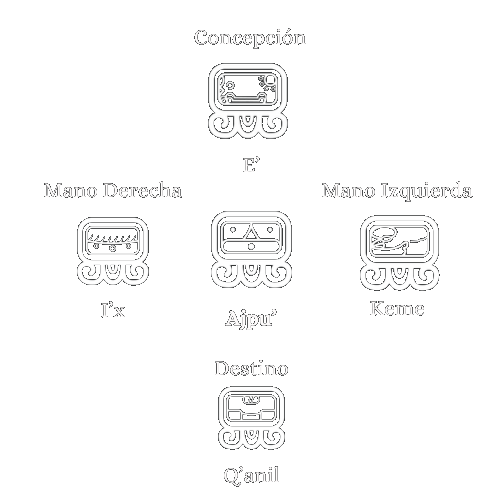 Concepción
E'
Mano Derecha
Mano Izquierda
I'x
Ajpu'
Keme
Destino
Q'anil